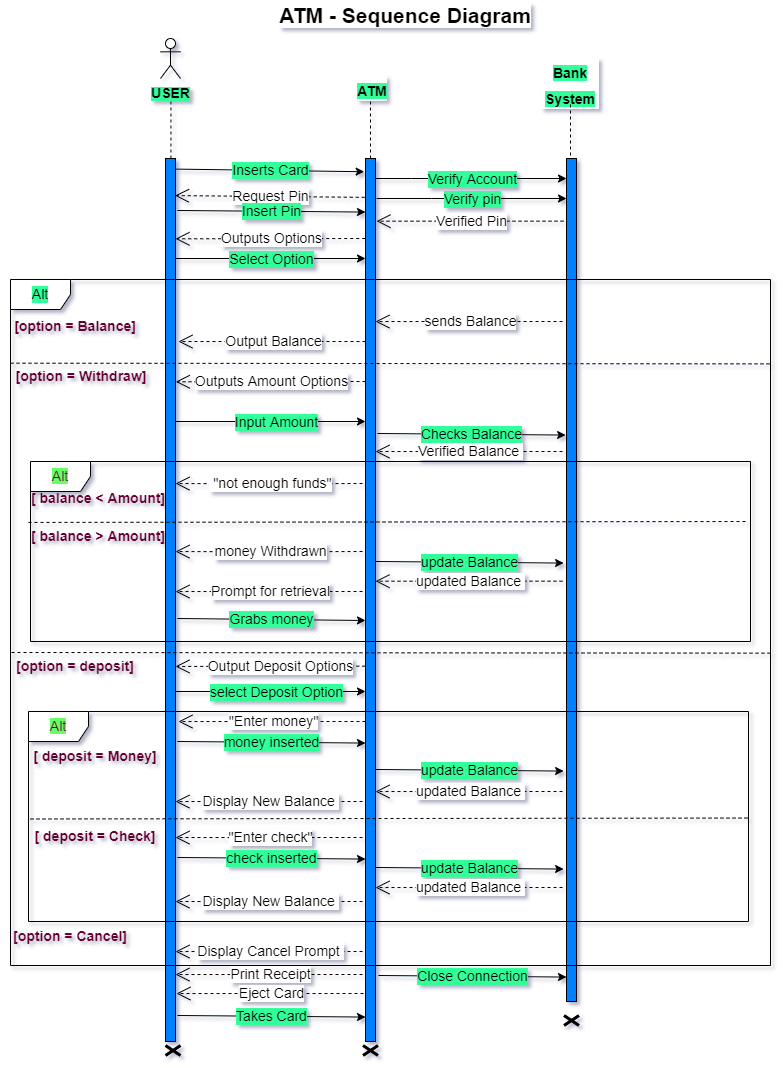 ATM - Sequence Diagram
USER
ATM
Bank
System
Inserts Card
Verify Account
Request Pin
Verify pin
Insert Pin
Verified Pin
Outputs Options
Select Option
Alt
[option = Balance]
sends Balance
Output Balance
[option = Withdraw]
Outputs Amount Options
Input Amount
Checks Balance
Verified Balance
Alt
"not enough funds"
[ balance < Amount]
[ balance > Amount]
money Withdrawn
update Balance
updated Balance
Prompt for retrieval
Grabs money
[option = deposit]
Output Deposit Options
select Deposit Option
Alt
"Enter money"
money inserted
[ deposit = Money]
update Balance
updated Balance
Display New Balance
[ deposit = Check]
"Enter check"
check inserted
update Balance
updated Balance
Display New Balance
[option = Cancel]
Display Cancel Prompt
Print Receipt
Close Connection
Eject Card
Takes Card